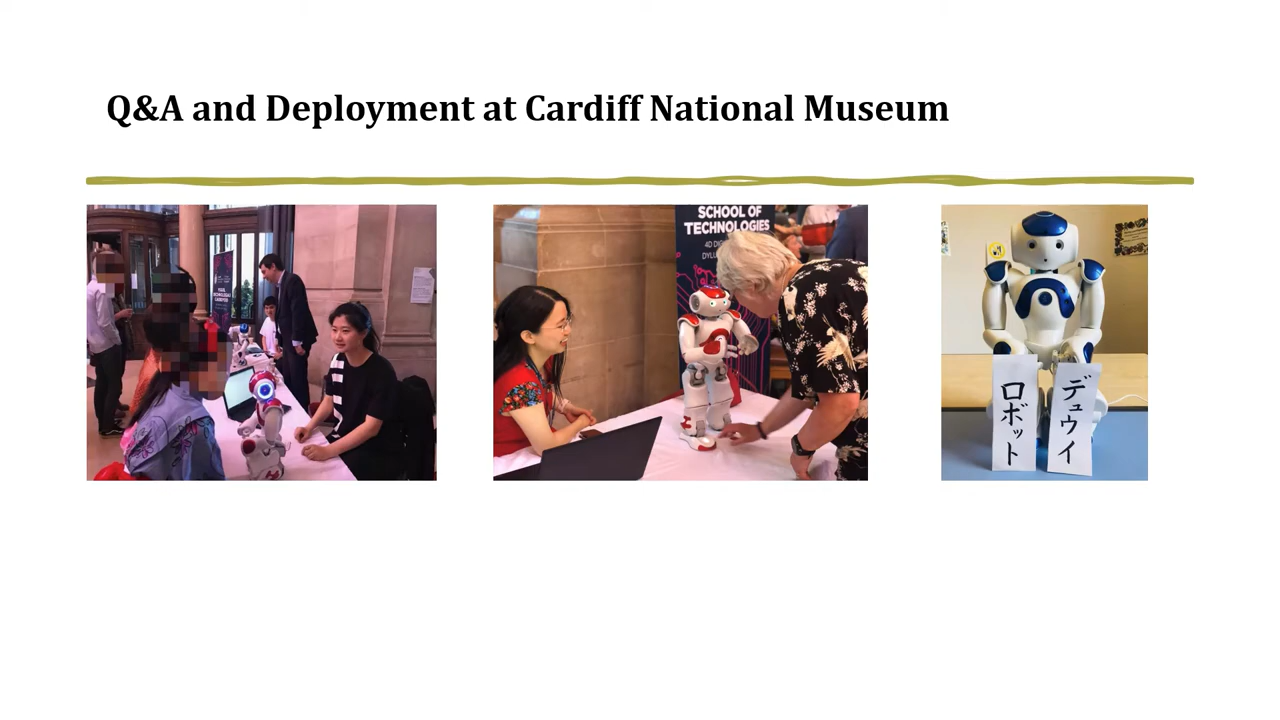 Q&A and Deployment at Cardiff National Museum
SCHOOL OF
TECHNOLOGIES
ロボット
デュウイ